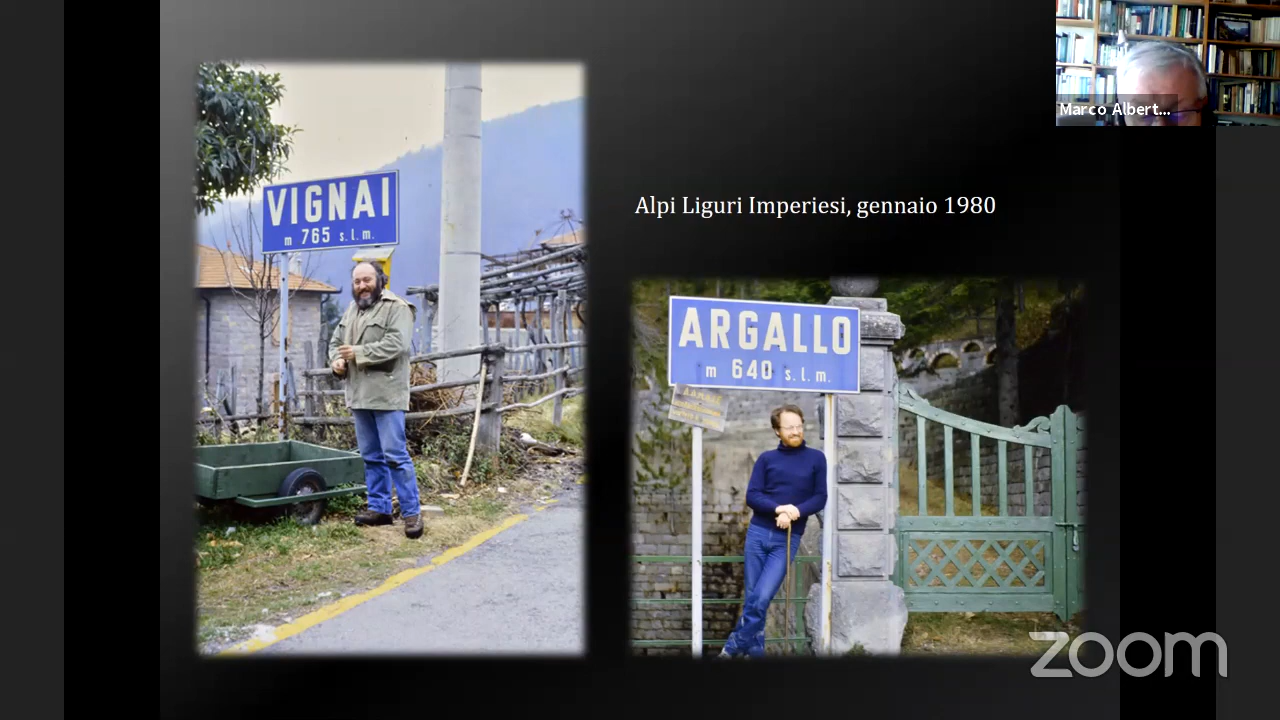 Marco Albert...
VIGNAI
m 765 s.l.m.
Alpi Liguri Imperiesi, gennaio 1980
ARGALLO
m 640 s.l.m.
zoom